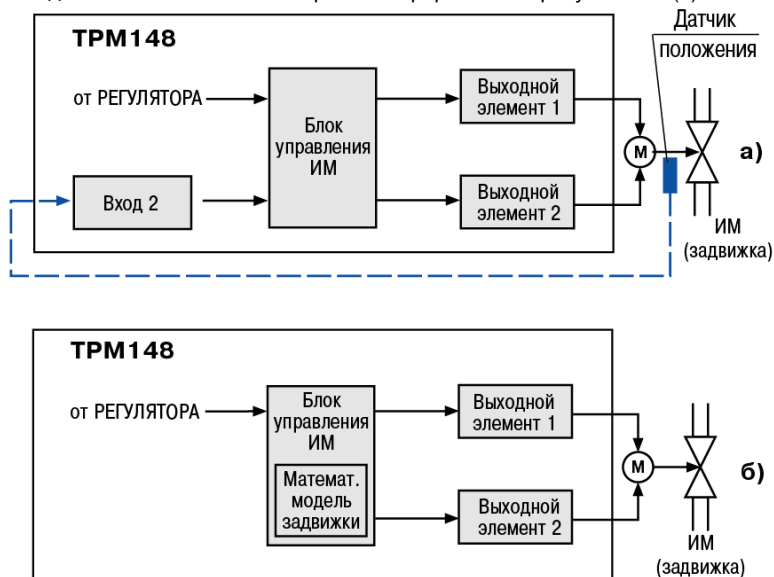 Датчик
положения
ТРМ148
от РЕГУЛЯТОРА
Блок
управления
ИМ
Выходной
элемент 1
М
а)
Вход 2
Выходной
элемент 2
ИМ
(задвижка)
ТРМ148
от РЕГУЛЯТОРА
Блок
управления
ИМ
Математ.
модель
задвижки
Выходной
элемент 1
М
б)
Выходной
элемент 2
ИМ
(задвижка)